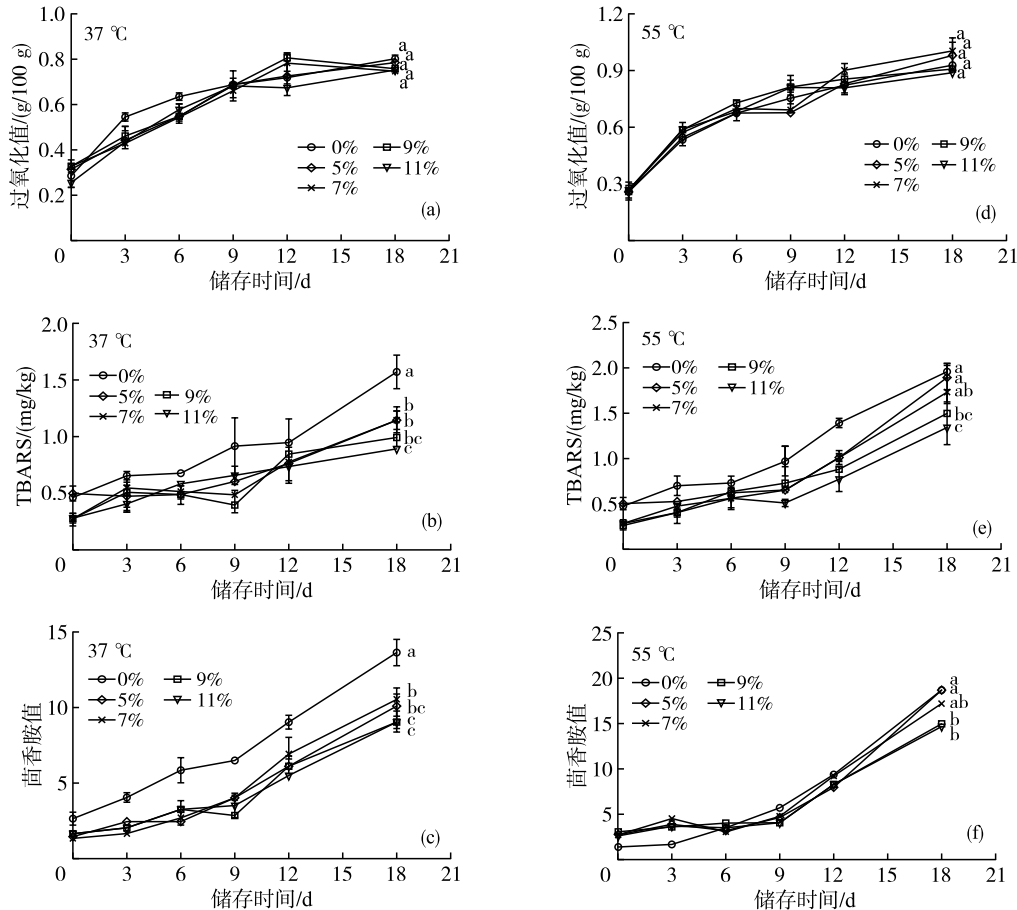 1.0
0.8
0.6
0.4
0.2
0
3
6
9
12
15
18
21
过氧化值/(g/100 g)
储存时间/d
37 ℃
0%
5%
7%
9%
11%
a
a
a
a
a
(a)
1.2
0.9
0.6
0.3
0
3
6
9
12
15
18
21
过氧化值/(g/100 g)
储存时间/d
55 ℃
0%
5%
7%
9%
11%
a
a
a
a
a
(d)
2.0
1.5
1.0
0.5
0
3
6
9
12
15
18
21
TBARS/(mg/kg)
储存时间/d
37 ℃
0%
5%
7%
9%
11%
a
b
b
bc
c
(b)
2.5
2.0
1.5
1.0
0.5
0
3
6
9
12
15
18
21
TBARS/(mg/kg)
储存时间/d
55 ℃
0%
5%
7%
9%
11%
a
a
ab
bc
c
(e)
15
10
5
0
3
6
9
12
15
18
21
茴香胺值
储存时间/d
37 ℃
0%
5%
7%
9%
11%
a
b
bc
c
c
(c)
25
20
15
10
5
0
3
6
9
12
15
18
21
茴香胺值
储存时间/d
55 ℃
0%
5%
7%
9%
11%
a
a
ab
b
b
(f)